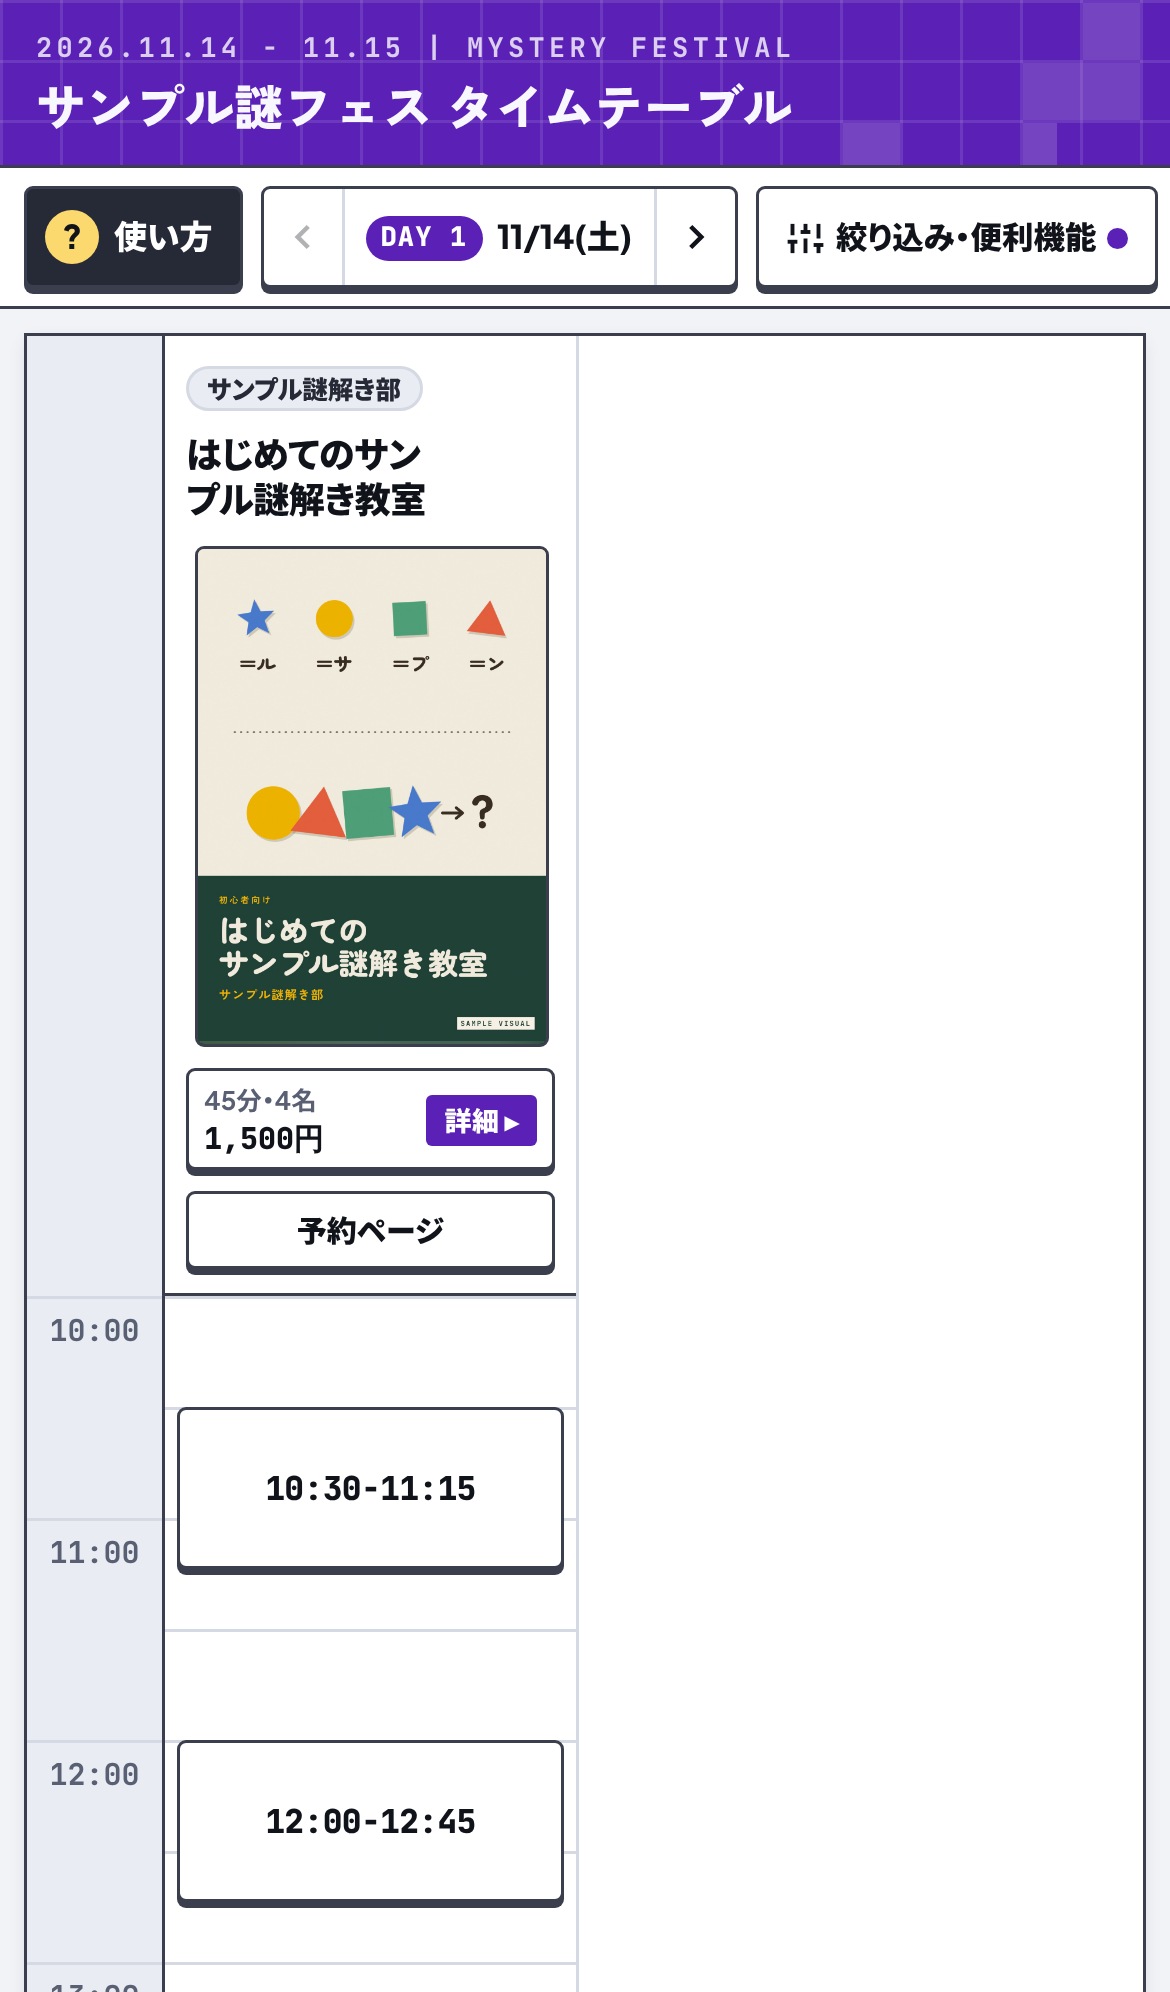 2026.11.14 - 11.15 | MYSTERY FESTIVAL
サンプル謎フェス タイムテーブル
? 使い方
DAY 1 11/14(土)
絞り込み・便利機能
サンプル謎解き部
はじめてのサン
プル謎解き教室
=ル =サ =プ =ン
→?
初心者向け
はじめての
サンプル謎解き教室
サンプル謎解き部
SAMPLE VISUAL
45分・4名
1,500円
詳細▶
予約ページ
10:00
10:30-11:15
11:00
12:00
12:00-12:45
13:00